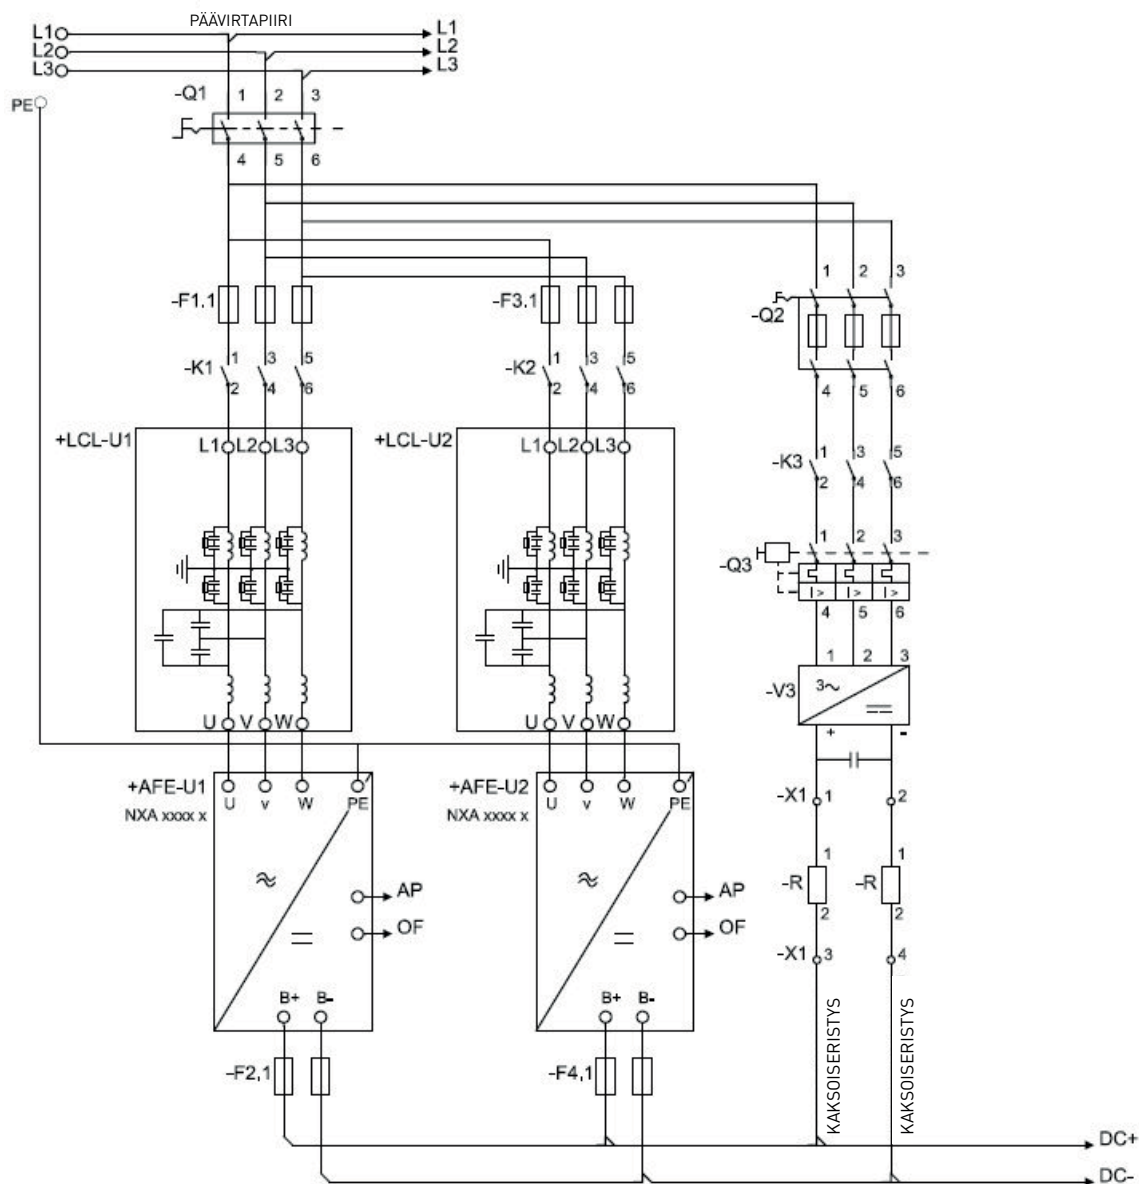 PÄÄVIRTAPIIRI
L1 L1
L2 L2
L3 L3
PE
-Q1 1 2 3
4 5 6
1 2 3
-F1.1 -F3.1 -Q2
1 3 5 1 3 5
-K1 -K2
2 4 6 2 4 6
4 5 6
+LCL-U1 L1 L2 L3 +LCL-U2 L1 L2 L3
1 3 5
-K3
2 4 6
1 2 3
-Q3
I> I> I>
4 5 6
1 2 3
-V3 3~
U V W U V W
+ -
+AFE-U1 U v W PE
NXA xxxx x
+AFE-U2 U v W PE
NXA xxxx x
-X1 1 2
1 1
-R -R
2 2
AP AP
OF OF
-X1 3 4
B+ B- B+ B-
KAKSOISERISTYS KAKSOISERISTYS
-F2,1 -F4,1
DC+
DC-